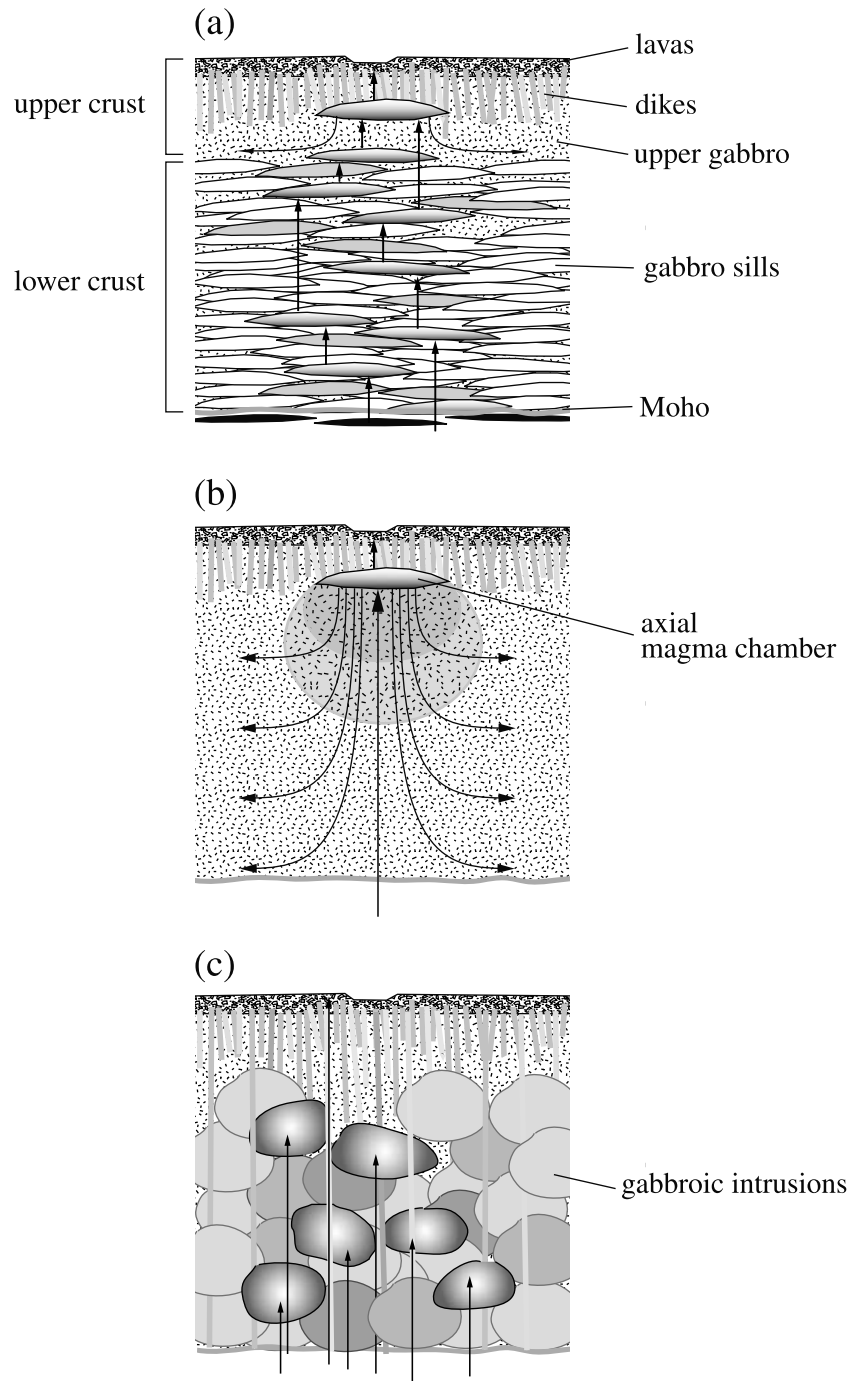 (a)
lavas
upper crust
dikes
upper gabbro
lower crust
gabbro sills
Moho
(b)
axial
magma chamber
(c)
gabbroic intrusions